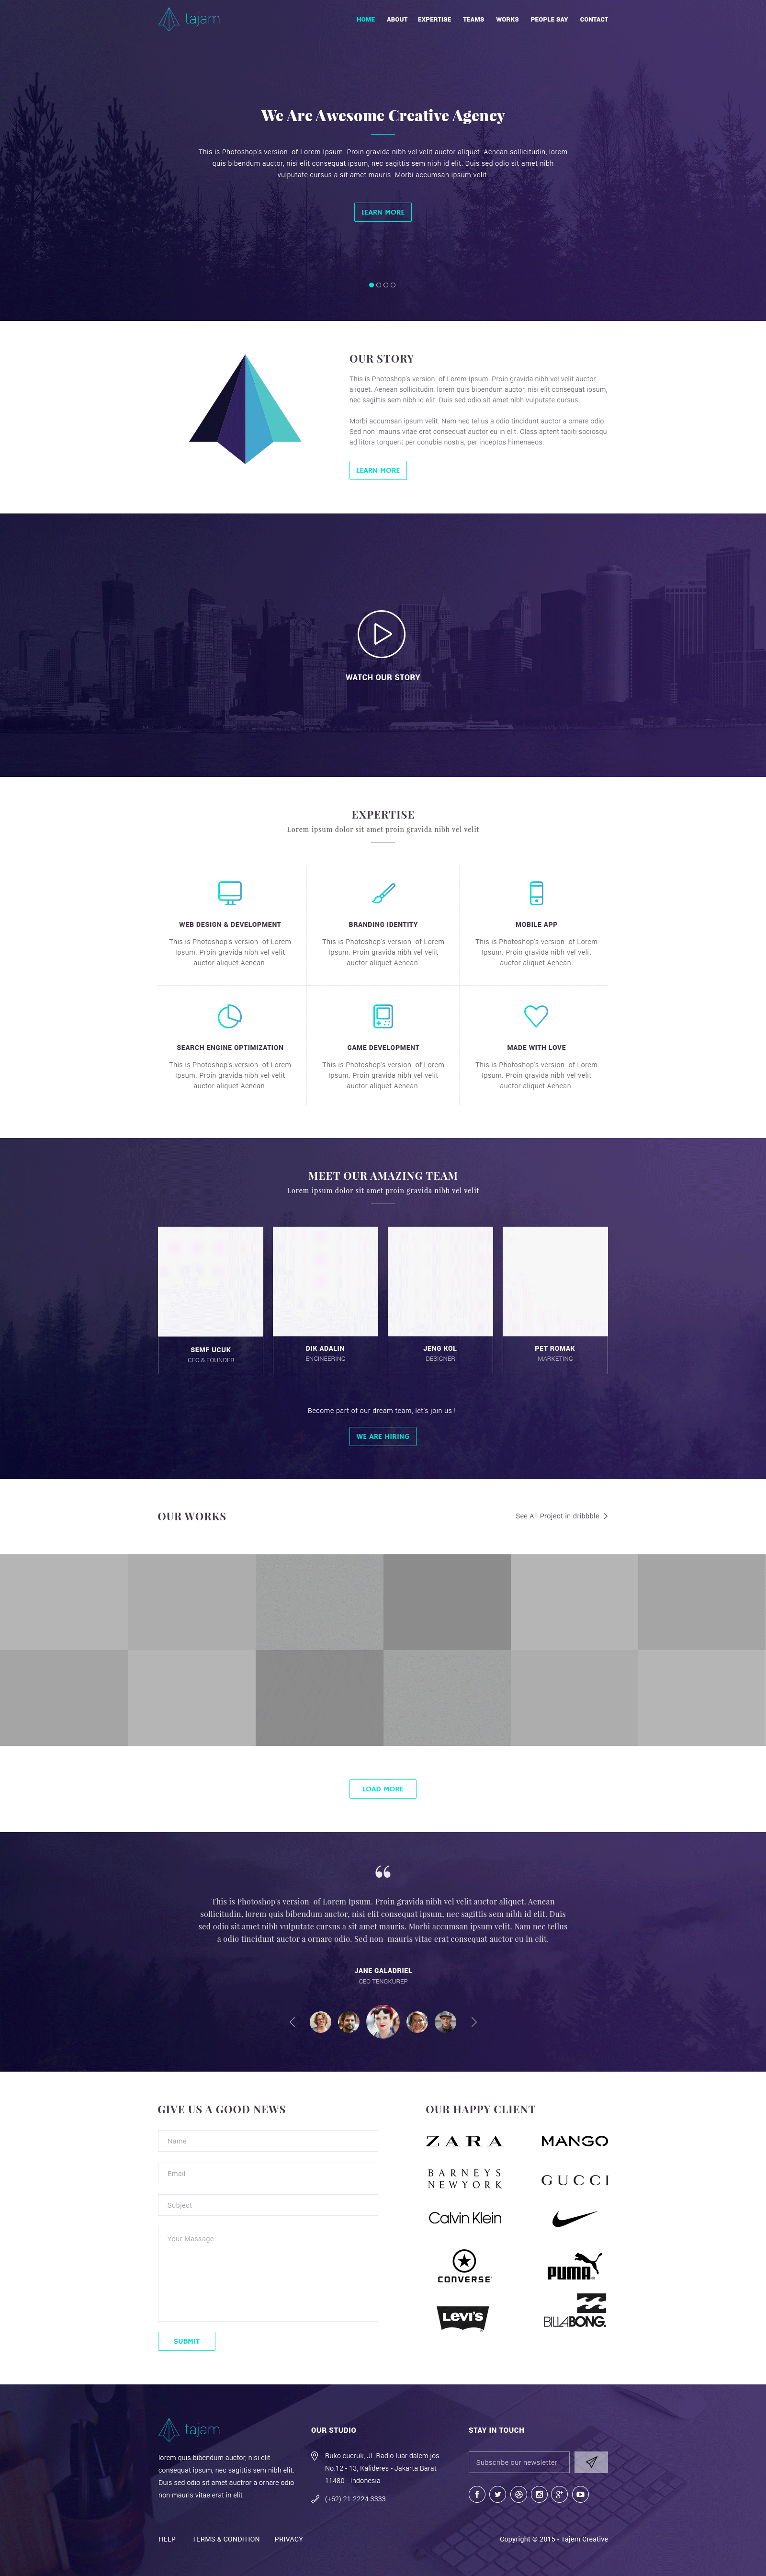 tajam
HOME ABOUT EXPERTISE TEAMS WORKS PEOPLE SAY CONTACT
We Are Awesome Creative Agency
This is Photoshop's version of Lorem Ipsum. Proin gravida nibh vel velit auctor aliquet. Aenean sollicitudin, lorem
quis bibendum auctor, nisi elit consequat ipsum, nec sagittis sem nibh id elit. Duis sed odio sit amet nibh
vulputate cursus a sit amet mauris. Morbi accumsan ipsum velit.
LEARN MORE
OUR STORY
This is Photoshop's version of Lorem Ipsum. Proin gravida nibh vel velit auctor
aliquet. Aenean sollicitudin, lorem quis bibendum auctor, nisi elit consequat ipsum,
nec sagittis sem nibh id elit. Duis sed odio sit amet nibh vulputate cursus
Morbi accumsan ipsum velit. Nam nec tellus a odio tincidunt auctor a ornare odio.
Sed non mauris vitae erat consequat auctor eu in elit. Class aptent taciti sociosqu
ad litora torquent per conubia nostra, per inceptos himenaeos.
LEARN MORE
WATCH OUR STORY
EXPERTISE
Lorem ipsum dolor sit amet proin gravida nibh vel velit
WEB DESIGN & DEVELOPMENT
This is Photoshop's version of Lorem
Ipsum. Proin gravida nibh vel velit
auctor aliquet Aenean.
BRANDING IDENTITY
This is Photoshop's version of Lorem
Ipsum. Proin gravida nibh vel velit
auctor aliquet Aenean.
MOBILE APP
This is Photoshop's version of Lorem
Ipsum. Proin gravida nibh vel velit
auctor aliquet Aenean.
SEARCH ENGINE OPTIMIZATION
This is Photoshop's version of Lorem
Ipsum. Proin gravida nibh vel velit
auctor aliquet Aenean.
GAME DEVELOPMENT
This is Photoshop's version of Lorem
Ipsum. Proin gravida nibh vel velit
auctor aliquet Aenean.
MADE WITH LOVE
This is Photoshop's version of Lorem
Ipsum. Proin gravida nibh vel velit
auctor aliquet Aenean.
MEET OUR AMAZING TEAM
Lorem ipsum dolor sit amet proin gravida nibh vel velit
SEMF UCUK
CEO & FOUNDER
DIK ADALIN
ENGINEERING
JENG KOL
DESIGNER
PET ROMAK
MARKETING
Become part of our dream team, let's join us !
WE ARE HIRING
OUR WORKS
See All Project in dribbble
LOAD MORE
“
This is Photoshop's version of Lorem Ipsum. Proin gravida nibh vel velit auctor aliquet. Aenean
sollicitudin, lorem quis bibendum auctor, nisi elit consequat ipsum, nec sagittis sem nibh id elit. Duis
sed odio sit amet nibh vulputate cursus a sit amet mauris. Morbi accumsan ipsum velit. Nam nec tellus
a odio tincidunt auctor a ornare odio. Sed non mauris vitae erat consequat auctor eu in elit.
JANE GALADRIEL
CEO TENGKUREP
GIVE US A GOOD NEWS
Name
Email
Subject
Your Massage
SUBMIT
OUR HAPPY CLIENT
ZARA
MANGO
BARNEYS
NEWYORK
GUCCI
Calvin Klein
CONVERSE
PUMA
LEVI'S
BILLABONG
tajam
lorem quis bibendum auctor, nisi elit
consequat ipsum, nec sagittis sem nibh elit.
Duis sed odio sit amet auctror a ornare odio
non mauris vitae erat in elit
OUR STUDIO
Ruko cucruk, Jl. Radio luar dalem jos
No.12 - 13, Kalideres - Jakarta Barat
11480 - Indonesia
(+62) 21-2224 3333
STAY IN TOUCH
Subscribe our newsletter
HELP TERMS & CONDITION PRIVACY
Copyright © 2015 - Tajem Creative